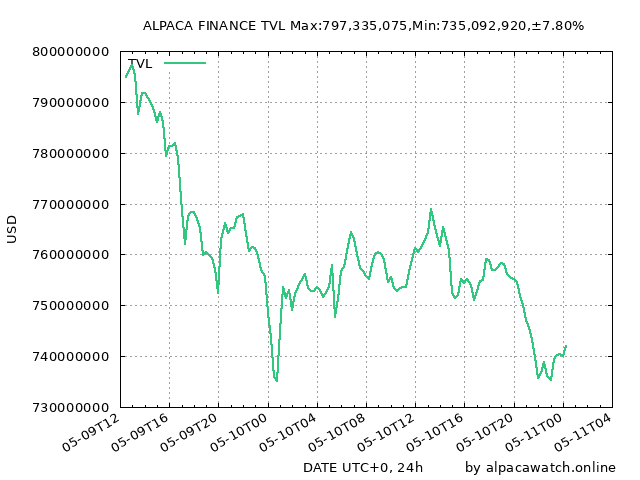 ALPACA FINANCE TVL Max:797,335,075,Min:735,092,920,±7.80%
800000000
TVL
790000000
780000000
770000000
USD
760000000
750000000
740000000
730000000
05-09T12 05-09T16 05-09T20 05-10T00 05-10T04 05-10T08 05-10T12 05-10T16 05-10T20 05-11T00 05-11T04
DATE UTC+0, 24h by alpacawatch.online